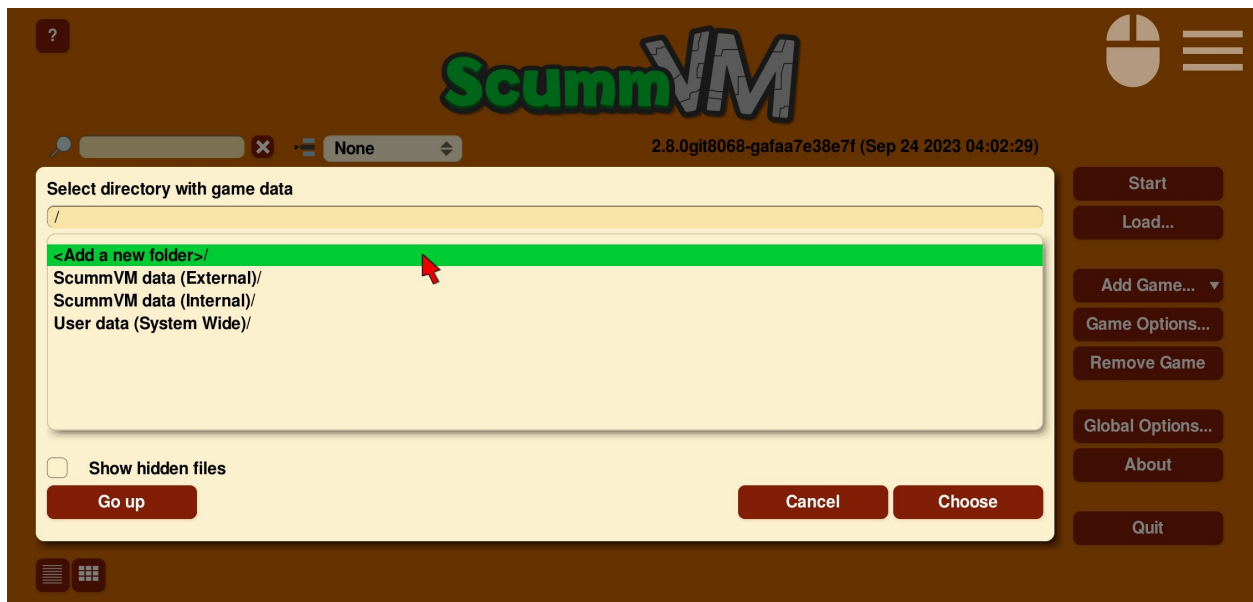 ?
ScummVM
None
2.8.0git8068-gafaa7e38e7f (Sep 24 2023 04:02:29)
Select directory with game data
/
<Add a new folder>/
ScummVM data (External)/
ScummVM data (Internal)/
User data (System Wide)/
Show hidden files
Go up
Cancel
Choose
Start
Load...
Add Game...
Game Options...
Remove Game
Global Options...
About
Quit